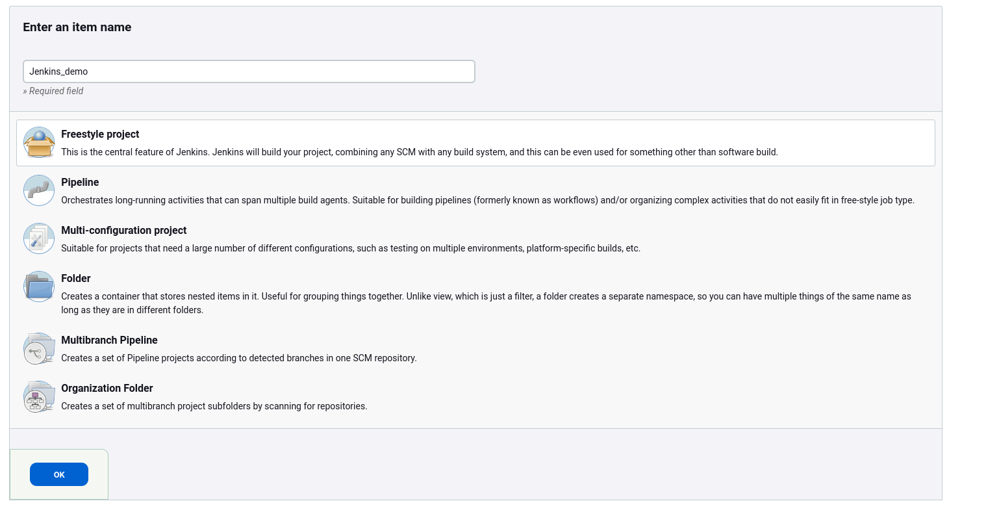 Enter an item name
Jenkins_demo
» Required field
Freestyle project
This is the central feature of Jenkins. Jenkins will build your project, combining any SCM with any build system, and this can be even used for something other than software build.
Pipeline
Orchestrates long-running activities that can span multiple build agents. Suitable for building pipelines (formerly known as workflows) and/or organizing complex activities that do not easily fit in free-style job type.
Multi-configuration project
Suitable for projects that need a large number of different configurations, such as testing on multiple environments, platform-specific builds, etc.
Folder
Creates a container that stores nested items in it. Useful for grouping things together. Unlike view, which is just a filter, a folder creates a separate namespace, so you can have multiple things of the same name as
long as they are in different folders.
Multibranch Pipeline
Creates a set of Pipeline projects according to detected branches in one SCM repository.
Organization Folder
Creates a set of multibranch project subfolders by scanning for repositories.
OK